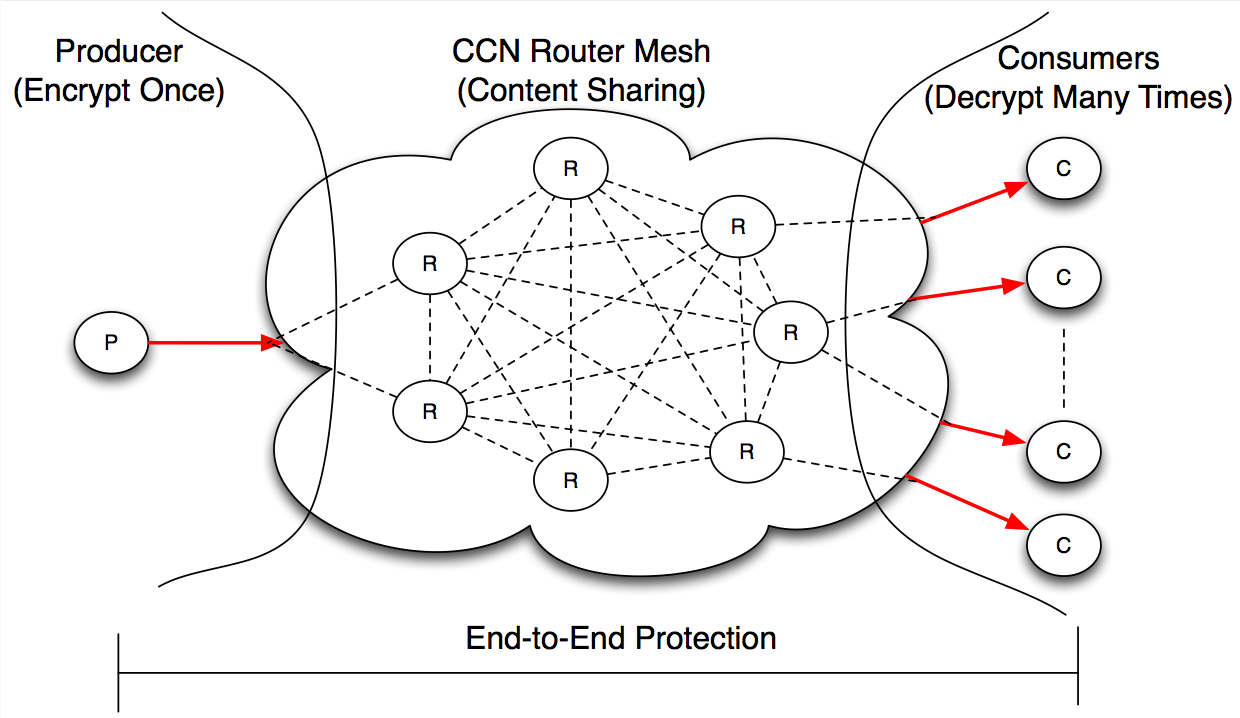 Producer
(Encrypt Once)
CCN Router Mesh
(Content Sharing)
Consumers
(Decrypt Many Times)
R
C
R
R
C
P
R
R
C
R
R
C
End-to-End Protection